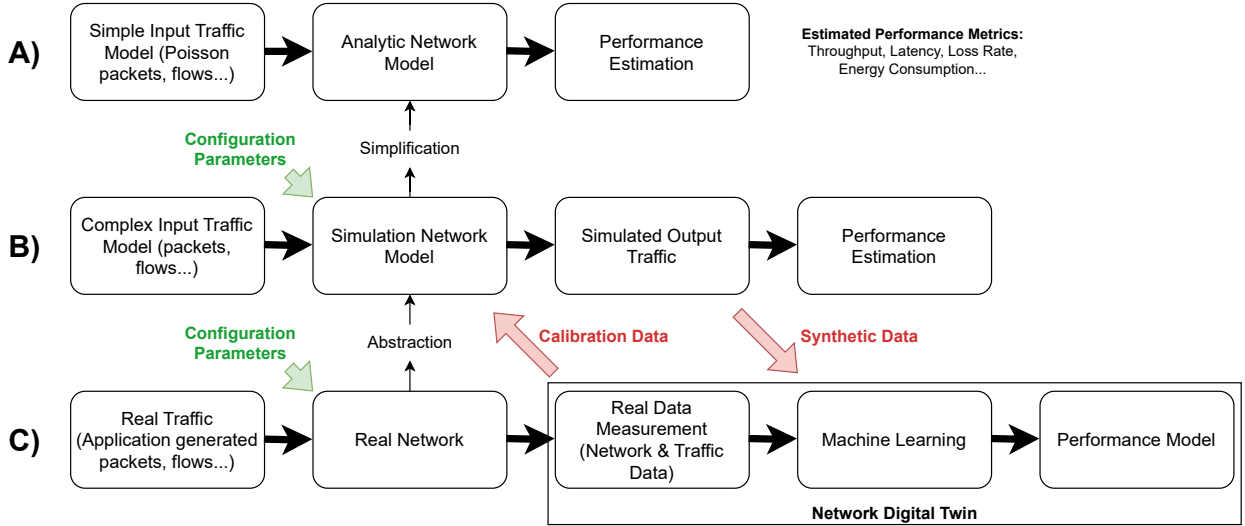 A)
Simple Input Traffic
Model (Poisson
packets, flows...)
Analytic Network
Model
Performance
Estimation
Estimated Performance Metrics:
Throughput, Latency, Loss Rate,
Energy Consumption...
Configuration
Parameters
Simplification
B)
Complex Input Traffic
Model (packets,
flows...)
Simulation Network
Model
Simulated Output
Traffic
Performance
Estimation
Configuration
Parameters
Abstraction
Calibration Data
Synthetic Data
C)
Real Traffic
(Application generated
packets, flows...)
Real Network
Real Data
Measurement
(Network & Traffic
Data)
Machine Learning
Performance Model
Network Digital Twin